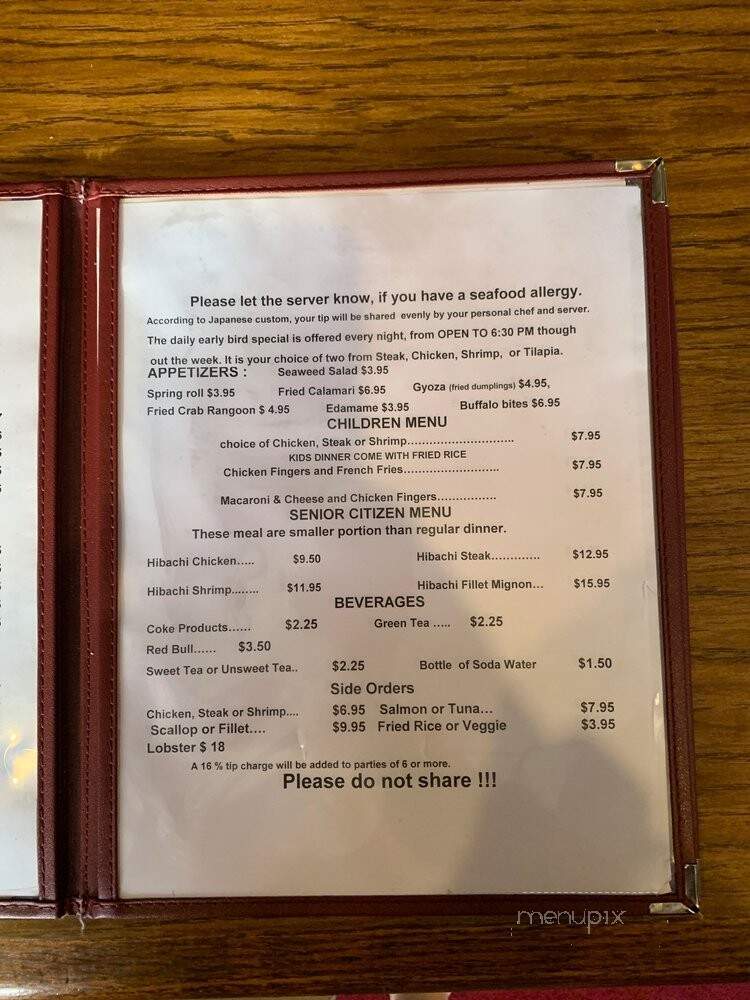 Please let the server know, if you have a seafood allergy.
According to Japanese custom, your tip will be shared evenly by your personal chef and server.
The daily early bird special is offered every night, from OPEN TO 6:30 PM though
out the week. It is your choice of two from Steak, Chicken, Shrimp, or Tilapia.
APPETIZERS : Seaweed Salad $3.95
Spring roll $3.95 Fried Calamari $6.95 Gyoza (fried dumplings) $4.95,
Fried Crab Rangoon $ 4.95 Edamame $3.95 Buffalo bites $6.95
CHILDREN MENU
choice of Chicken, Steak or Shrimp............................. $7.95
KIDS DINNER COME WITH FRIED RICE
Chicken Fingers and French Fries.......................... $7.95
Macaroni & Cheese and Chicken Fingers................ $7.95
SENIOR CITIZEN MENU
These meal are smaller portion than regular dinner.
Hibachi Chicken..... $9.50 Hibachi Steak............. $12.95
Hibachi Shrimp........ $11.95 Hibachi Fillet Mignon... $15.95
BEVERAGES
Coke Products...... $2.25 Green Tea ..... $2.25
Red Bull...... $3.50
Sweet Tea or Unsweet Tea.. $2.25 Bottle of Soda Water $1.50
Side Orders
Chicken, Steak or Shrimp.... $6.95 Salmon or Tuna... $7.95
Scallop or Fillet.... $9.95 Fried Rice or Veggie $3.95
Lobster $ 18
A 16 % tip charge will be added to parties of 6 or more.
Please do not share !!!
menupix